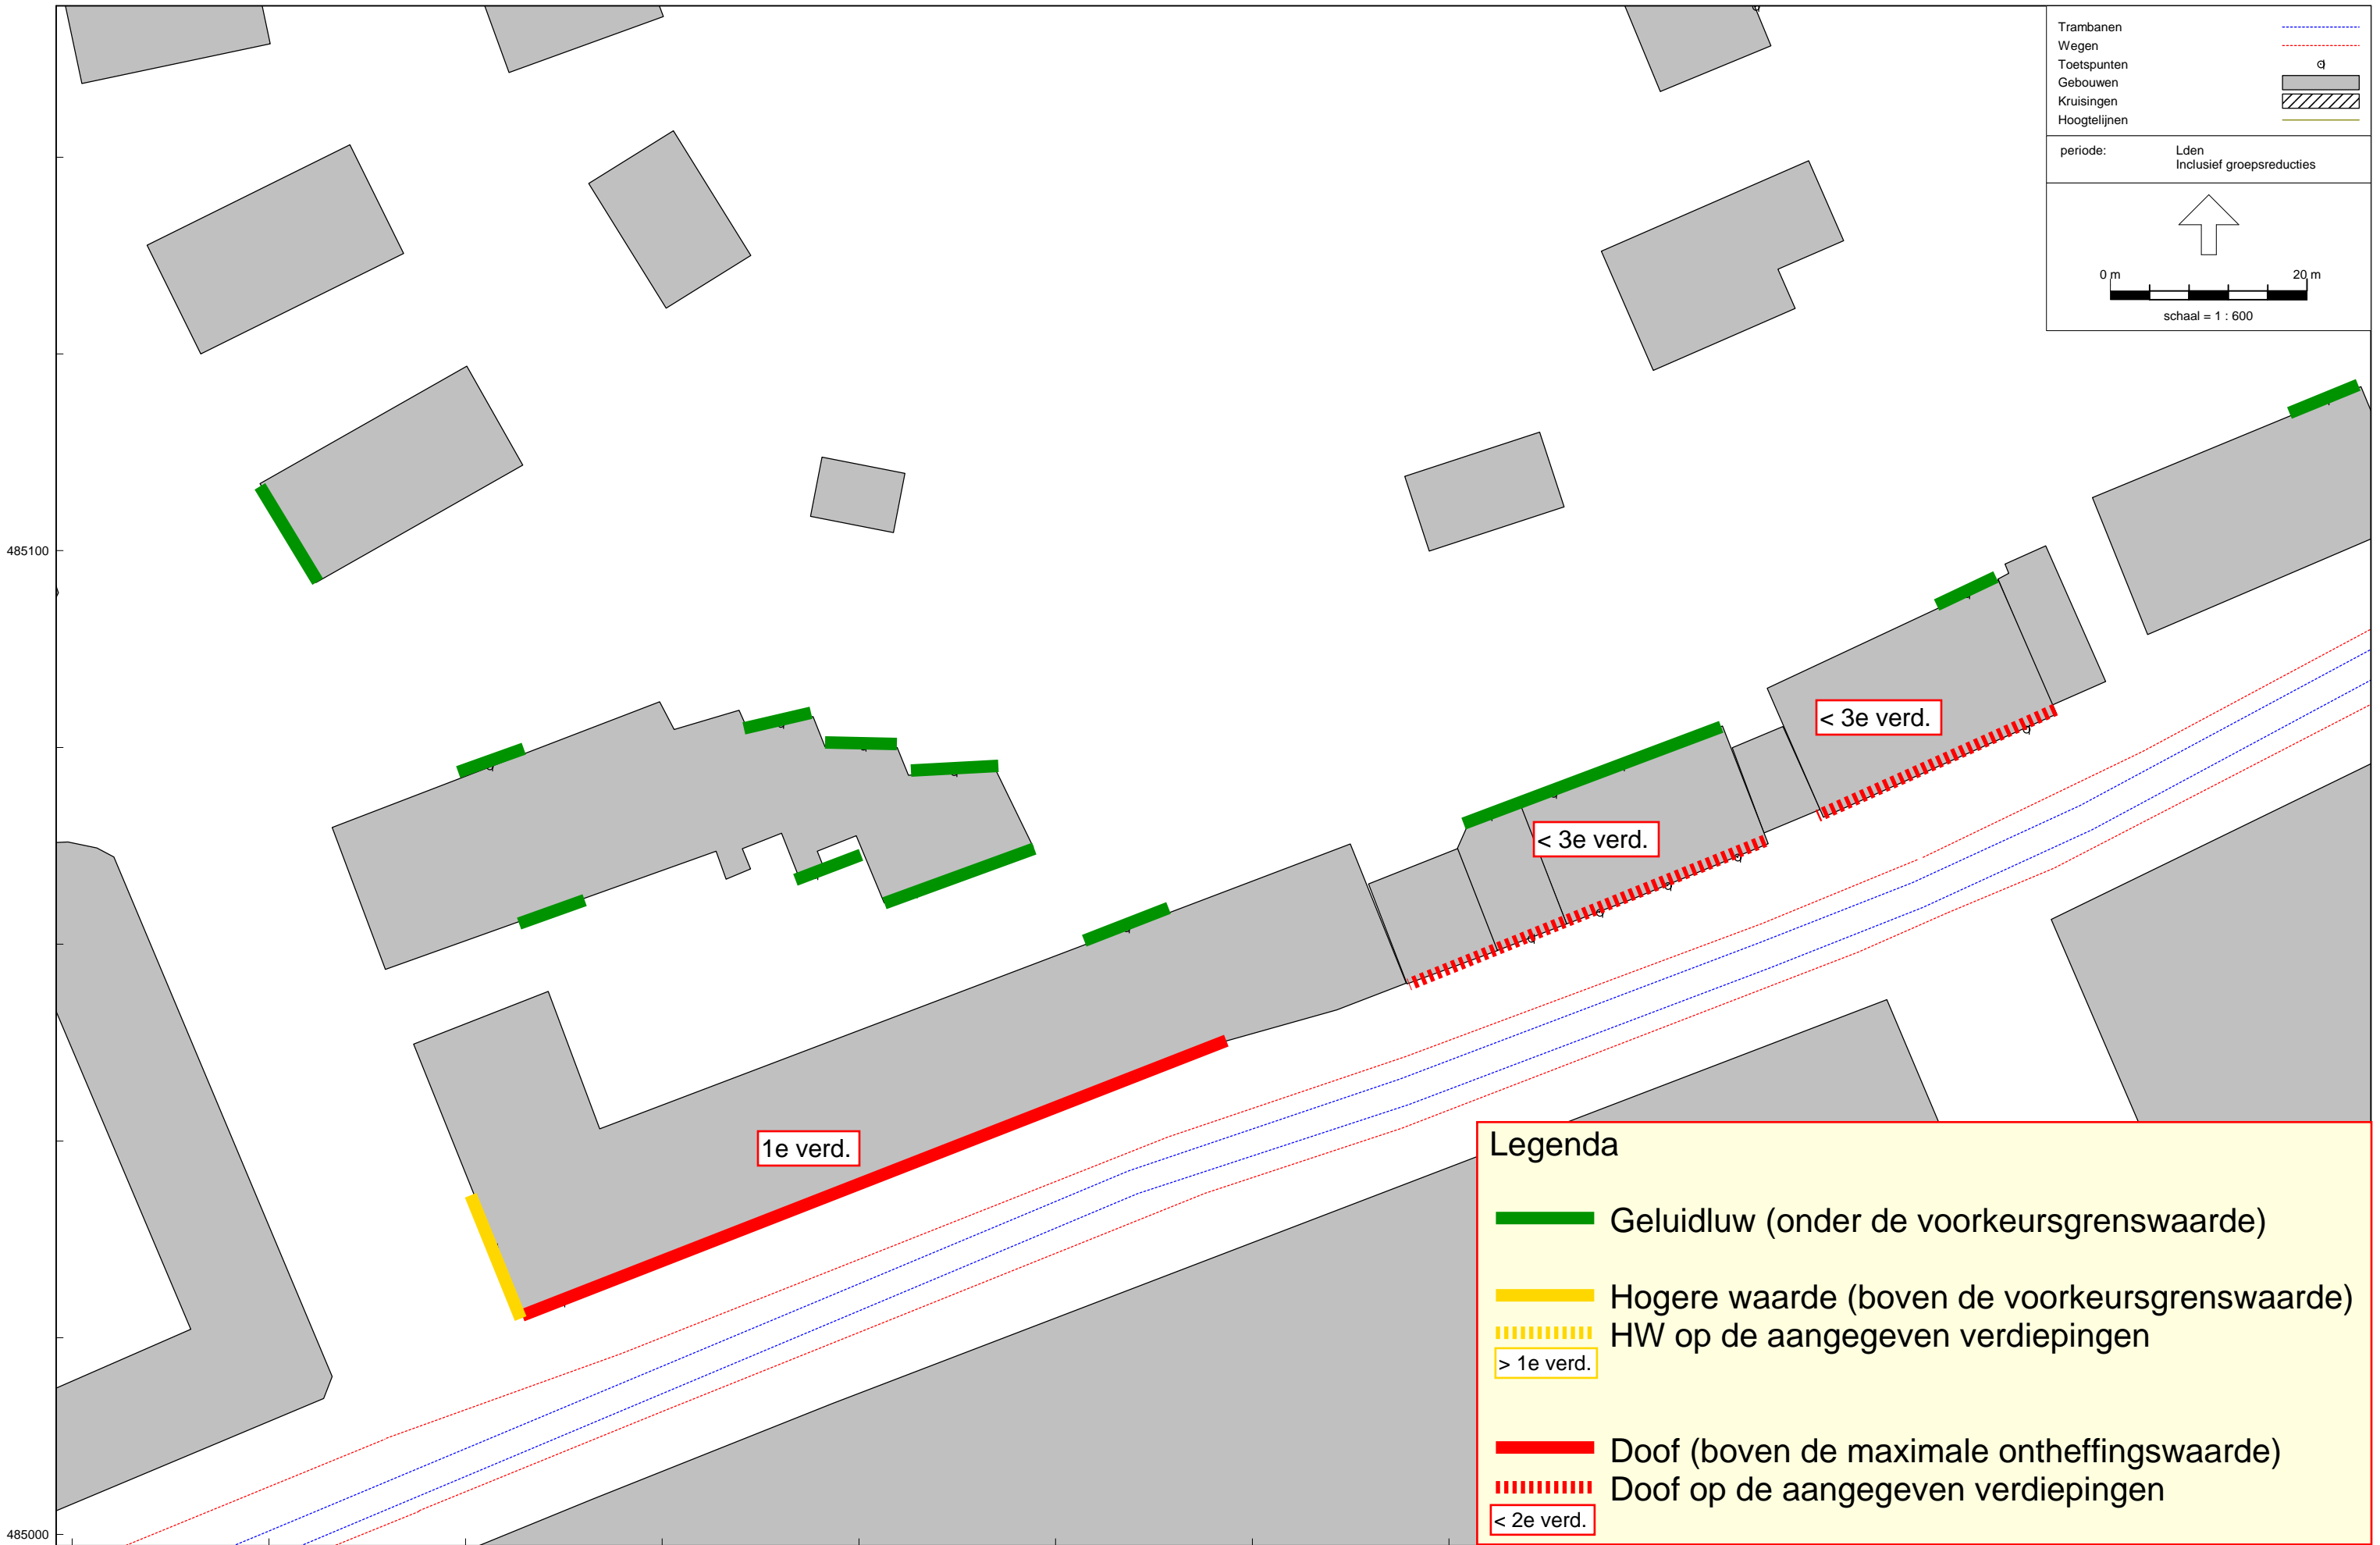 Trambanen
Wegen
Toetspunten
Gebouwen
Kruisingen
Hoogtelijnen
periode: Lden
Inclusief groepsreducties
0 m 20 m
schaal = 1 : 600
485100
< 3e verd.
< 3e verd.
1e verd.
485000
Legenda
Geluidluw (onder de voorkeursgrenswaarde)
Hogere waarde (boven de voorkeursgrenswaarde)
HW op de aangegeven verdiepingen
> 1e verd.
Doof (boven de maximale ontheffingswaarde)
Doof op de aangegeven verdiepingen
< 2e verd.